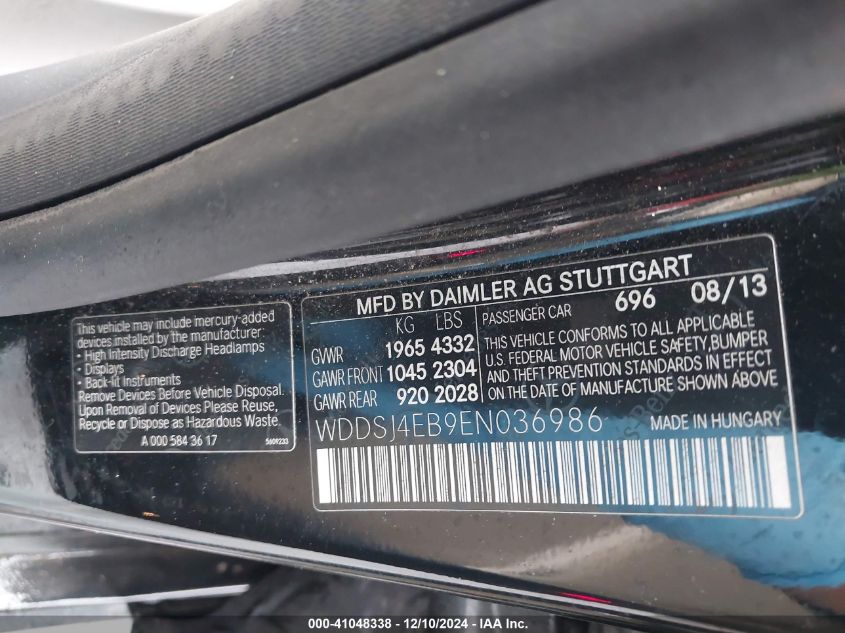 This vehicle may include mercury-added
devices installed by the manufacturer:
- High Intensity Discharge Headlamps
- Displays
- Back-lit Instruments
Remove Devices Before Vehicle Disposal.
Upon Removal of Devices Please Reuse,
Recycle or Dispose as Hazardous Waste.
A 000 584 36 17
5609233
MFD BY DAIMLER AG STUTTGART
KG LBS
GVWR 1965 4332
GAWR FRONT 1045 2304
GAWR REAR 920 2028
PASSENGER CAR 696 08/13
THIS VEHICLE CONFORMS TO ALL APPLICABLE
U.S. FEDERAL MOTOR VEHICLE SAFETY,BUMPER
AND THEFT PREVENTION STANDARDS IN EFFECT
ON THE DATE OF MANUFACTURE SHOWN ABOVE
WDDSJ4EB9EN036986
MADE IN HUNGARY
000-41048338 - 12/10/2024 - IAA Inc.